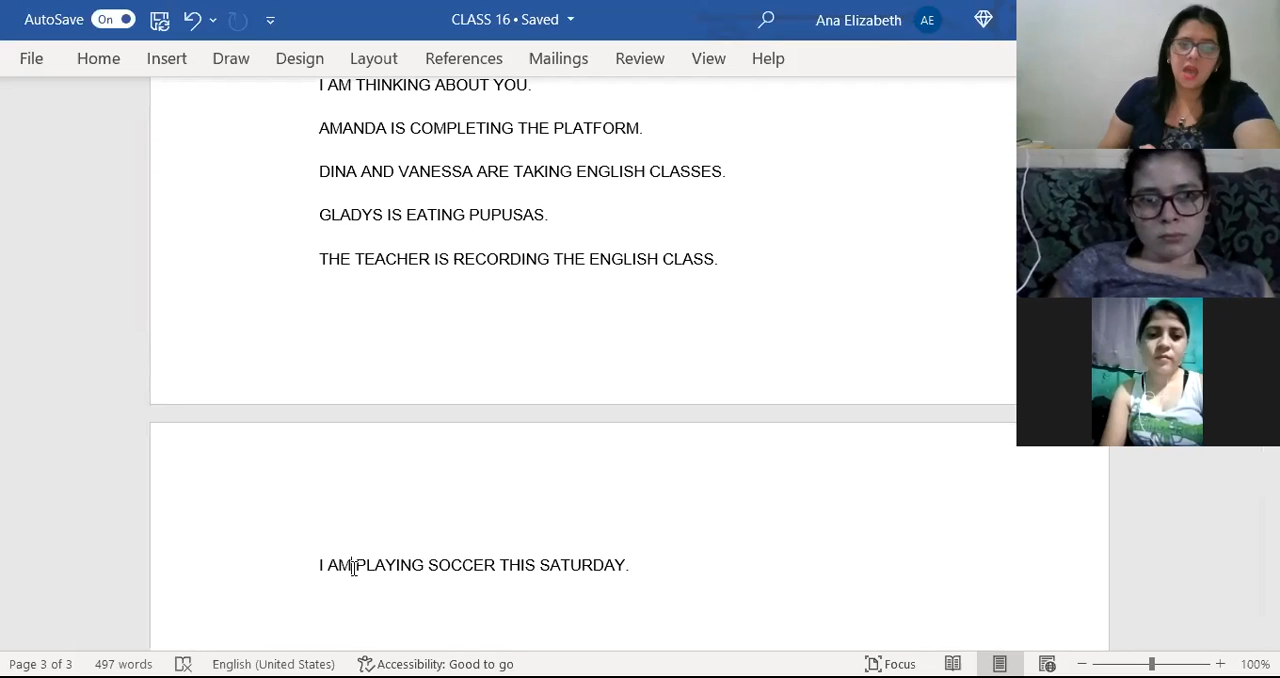 AutoSave On CLASS 16 • Saved Ana Elizabeth AE
File Home Insert Draw Design Layout References Mailings Review View Help
I AM THINKING ABOUT YOU.
AMANDA IS COMPLETING THE PLATFORM.
DINA AND VANESSA ARE TAKING ENGLISH CLASSES.
GLADYS IS EATING PUPUSAS.
THE TEACHER IS RECORDING THE ENGLISH CLASS.
I AM PLAYING SOCCER THIS SATURDAY.
Page 3 of 3 497 words English (United States) Accessibility: Good to go Focus 100%